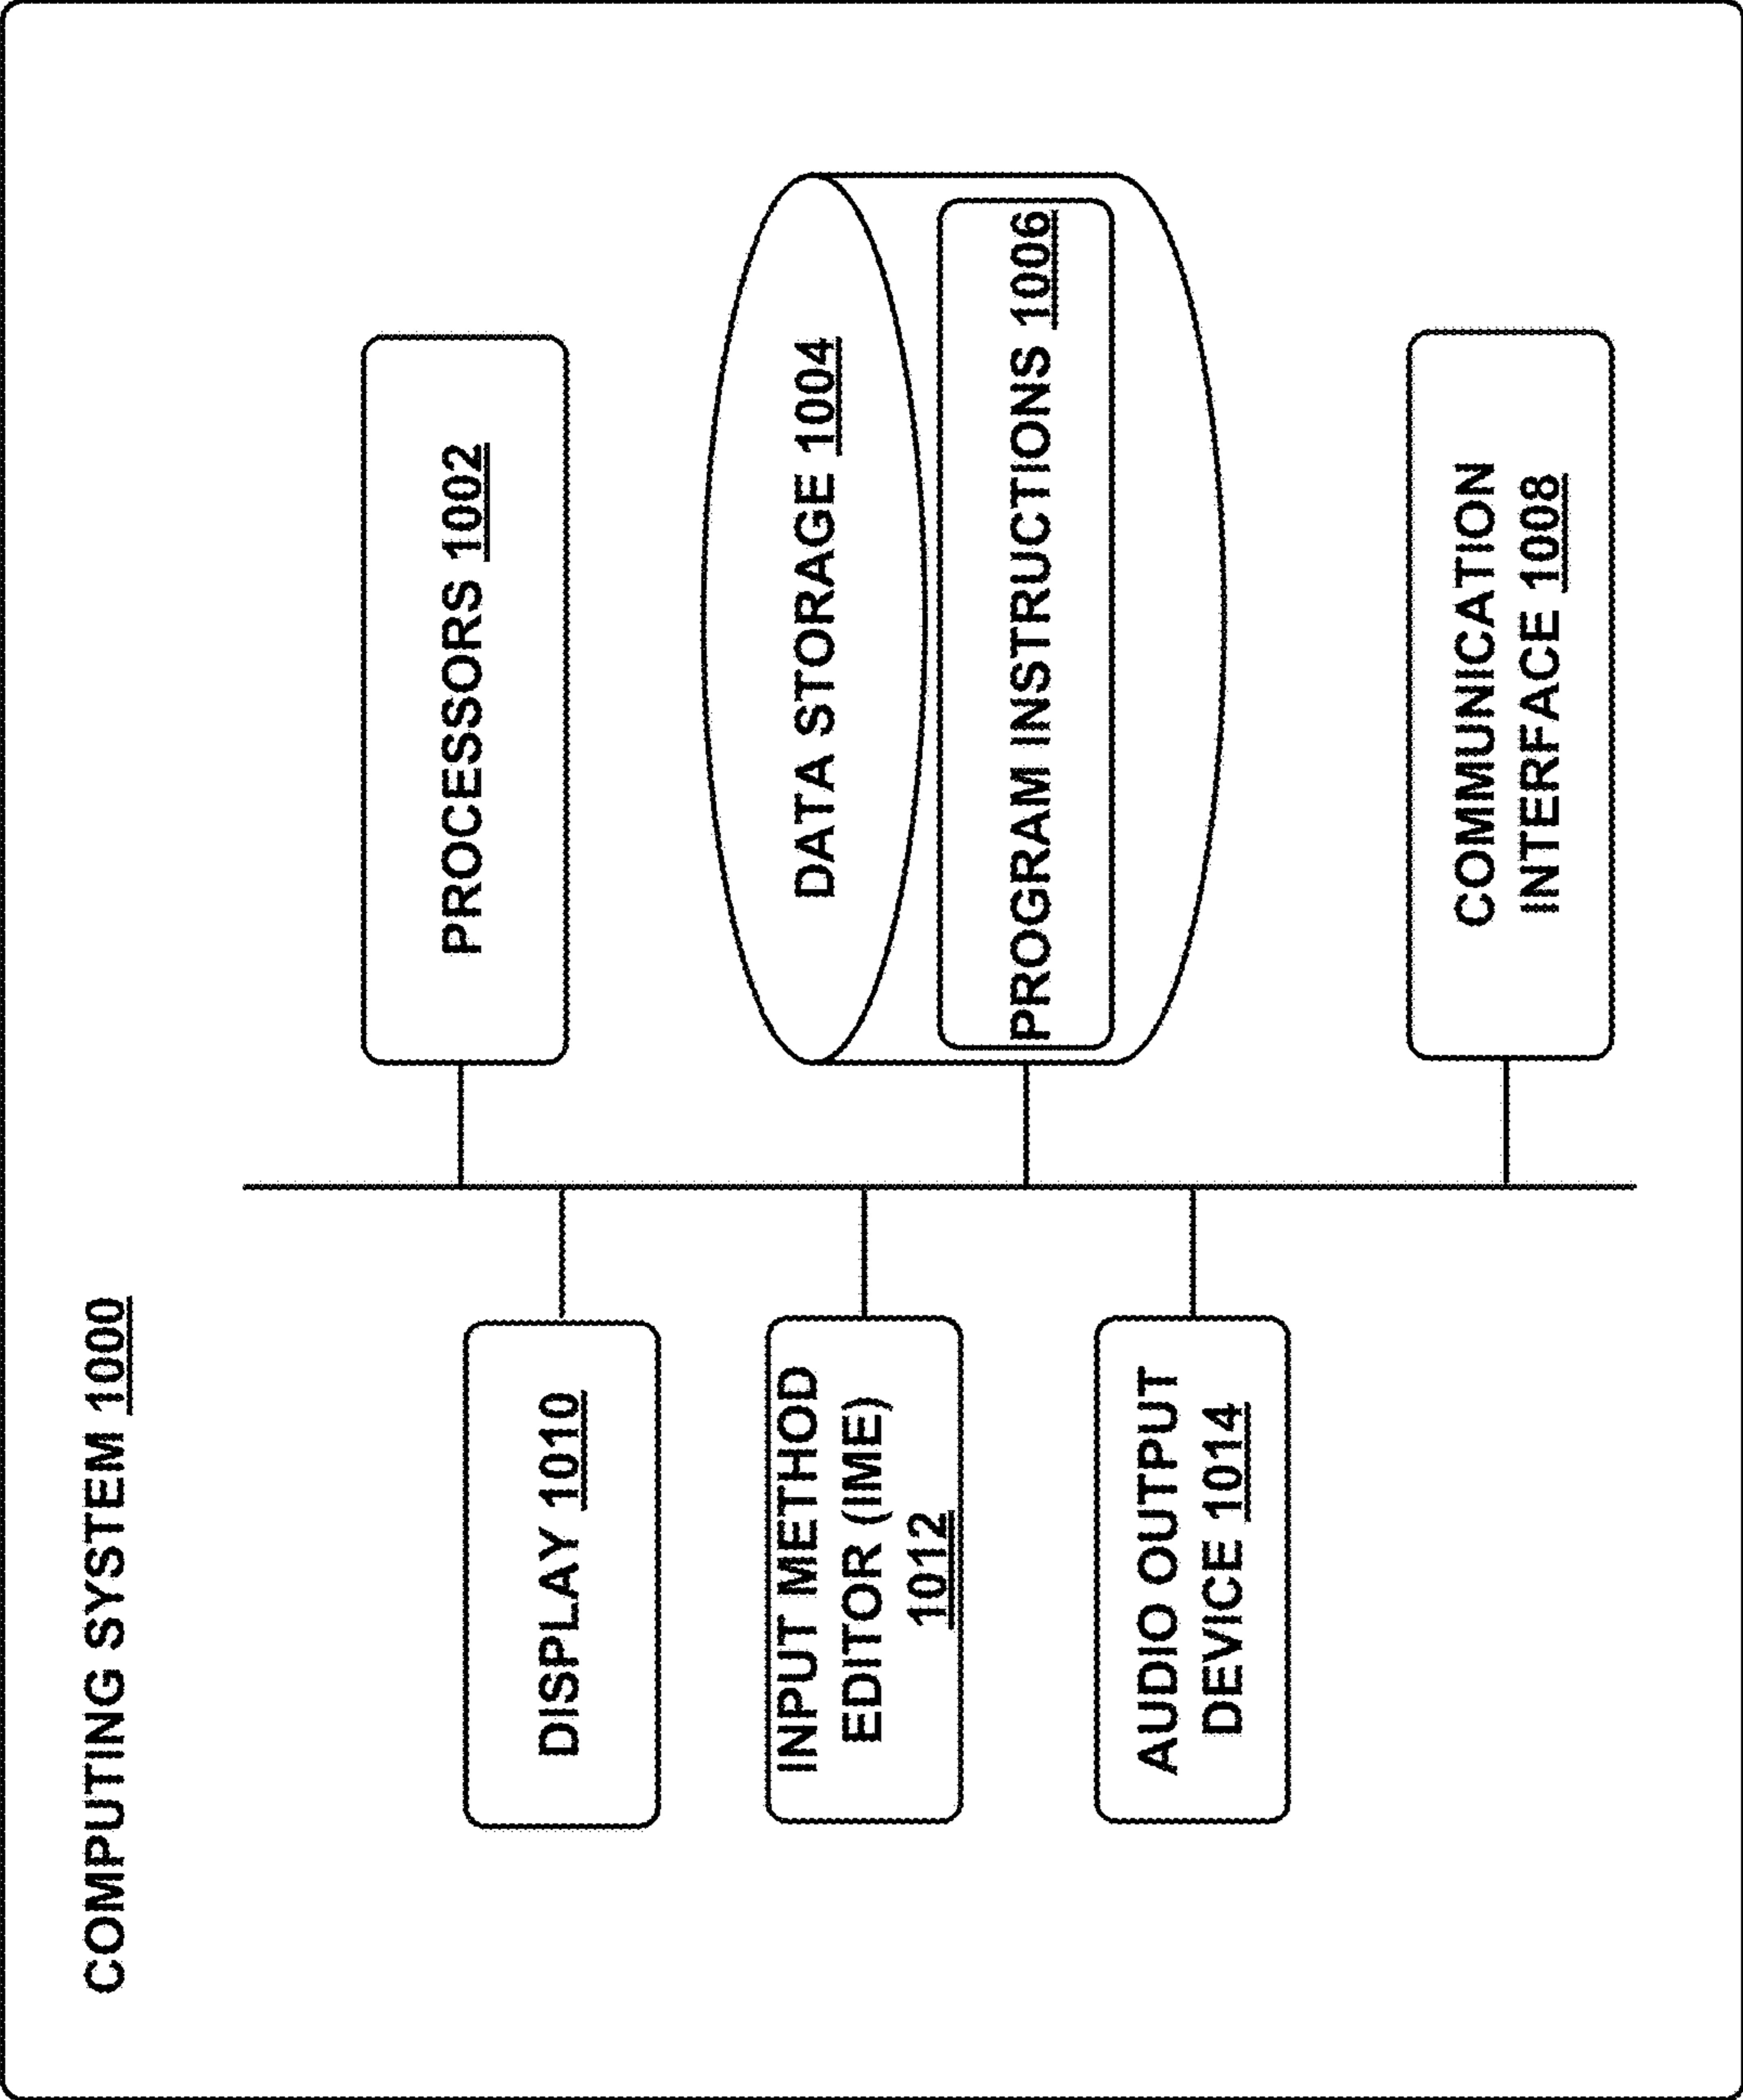 COMPUTING SYSTEM 1000
DISPLAY 1010
INPUT METHOD
EDITOR (IME)
1012
AUDIO OUTPUT
DEVICE 1014
PROCESSORS 1002
DATA STORAGE 1004
PROGRAM INSTRUCTIONS 1006
COMMUNICATION
INTERFACE 1008